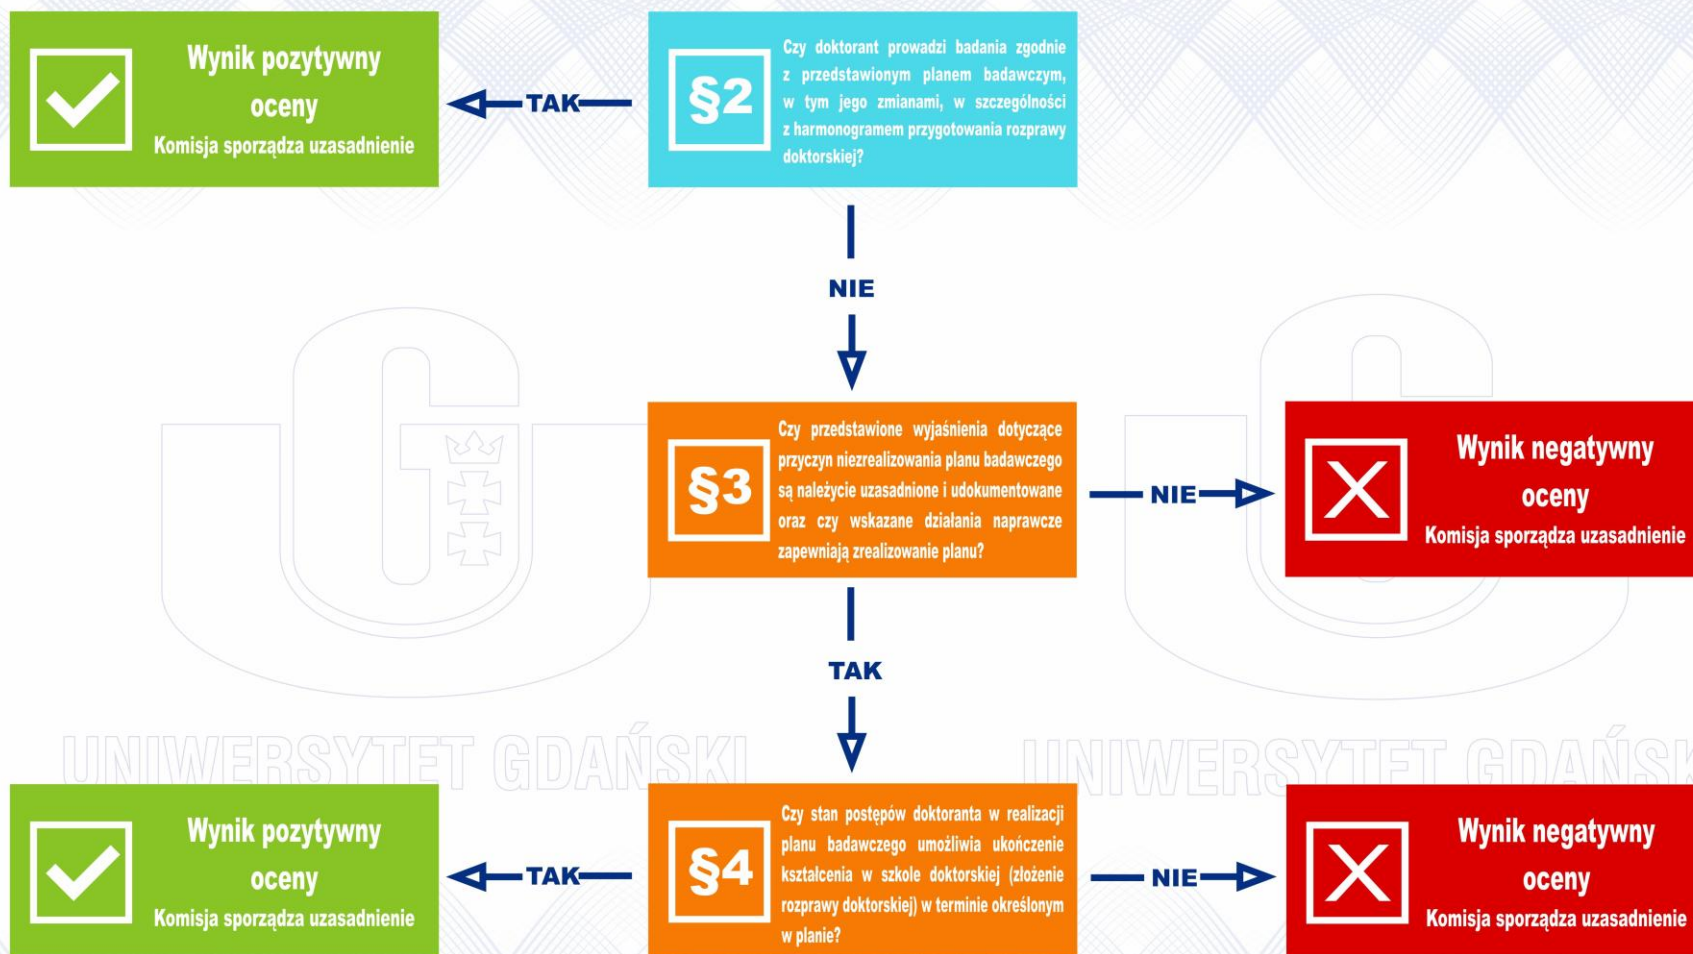 Wynik pozytywny
oceny
Komisja sporządza uzasadnienie
TAK
§2
Czy doktorant prowadzi badania zgodnie
z przedstawionym planem badawczym,
w tym jego zmianami, w szczególności
z harmonogramem przygotowania rozprawy
doktorskiej?
NIE
§3
Czy przedstawione wyjaśnienia dotyczące
przyczyn niezrealizowania planu badawczego
są należycie uzasadnione i udokumentowane
oraz czy wskazane działania naprawcze
zapewniają zrealizowanie planu?
NIE
Wynik negatywny
oceny
Komisja sporządza uzasadnienie
TAK
UNIWERSYTET GDAŃSKI
UNIWERSYTET GDAŃSK
Wynik pozytywny
oceny
Komisja sporządza uzasadnienie
TAK
§4
Czy stan postępów doktoranta w realizacji
planu badawczego umożliwia ukończenie
kształcenia w szkole doktorskiej (złożenie
rozprawy doktorskiej) w terminie określonym
w planie?
NIE
Wynik negatywny
oceny
Komisja sporządza uzasadnienie